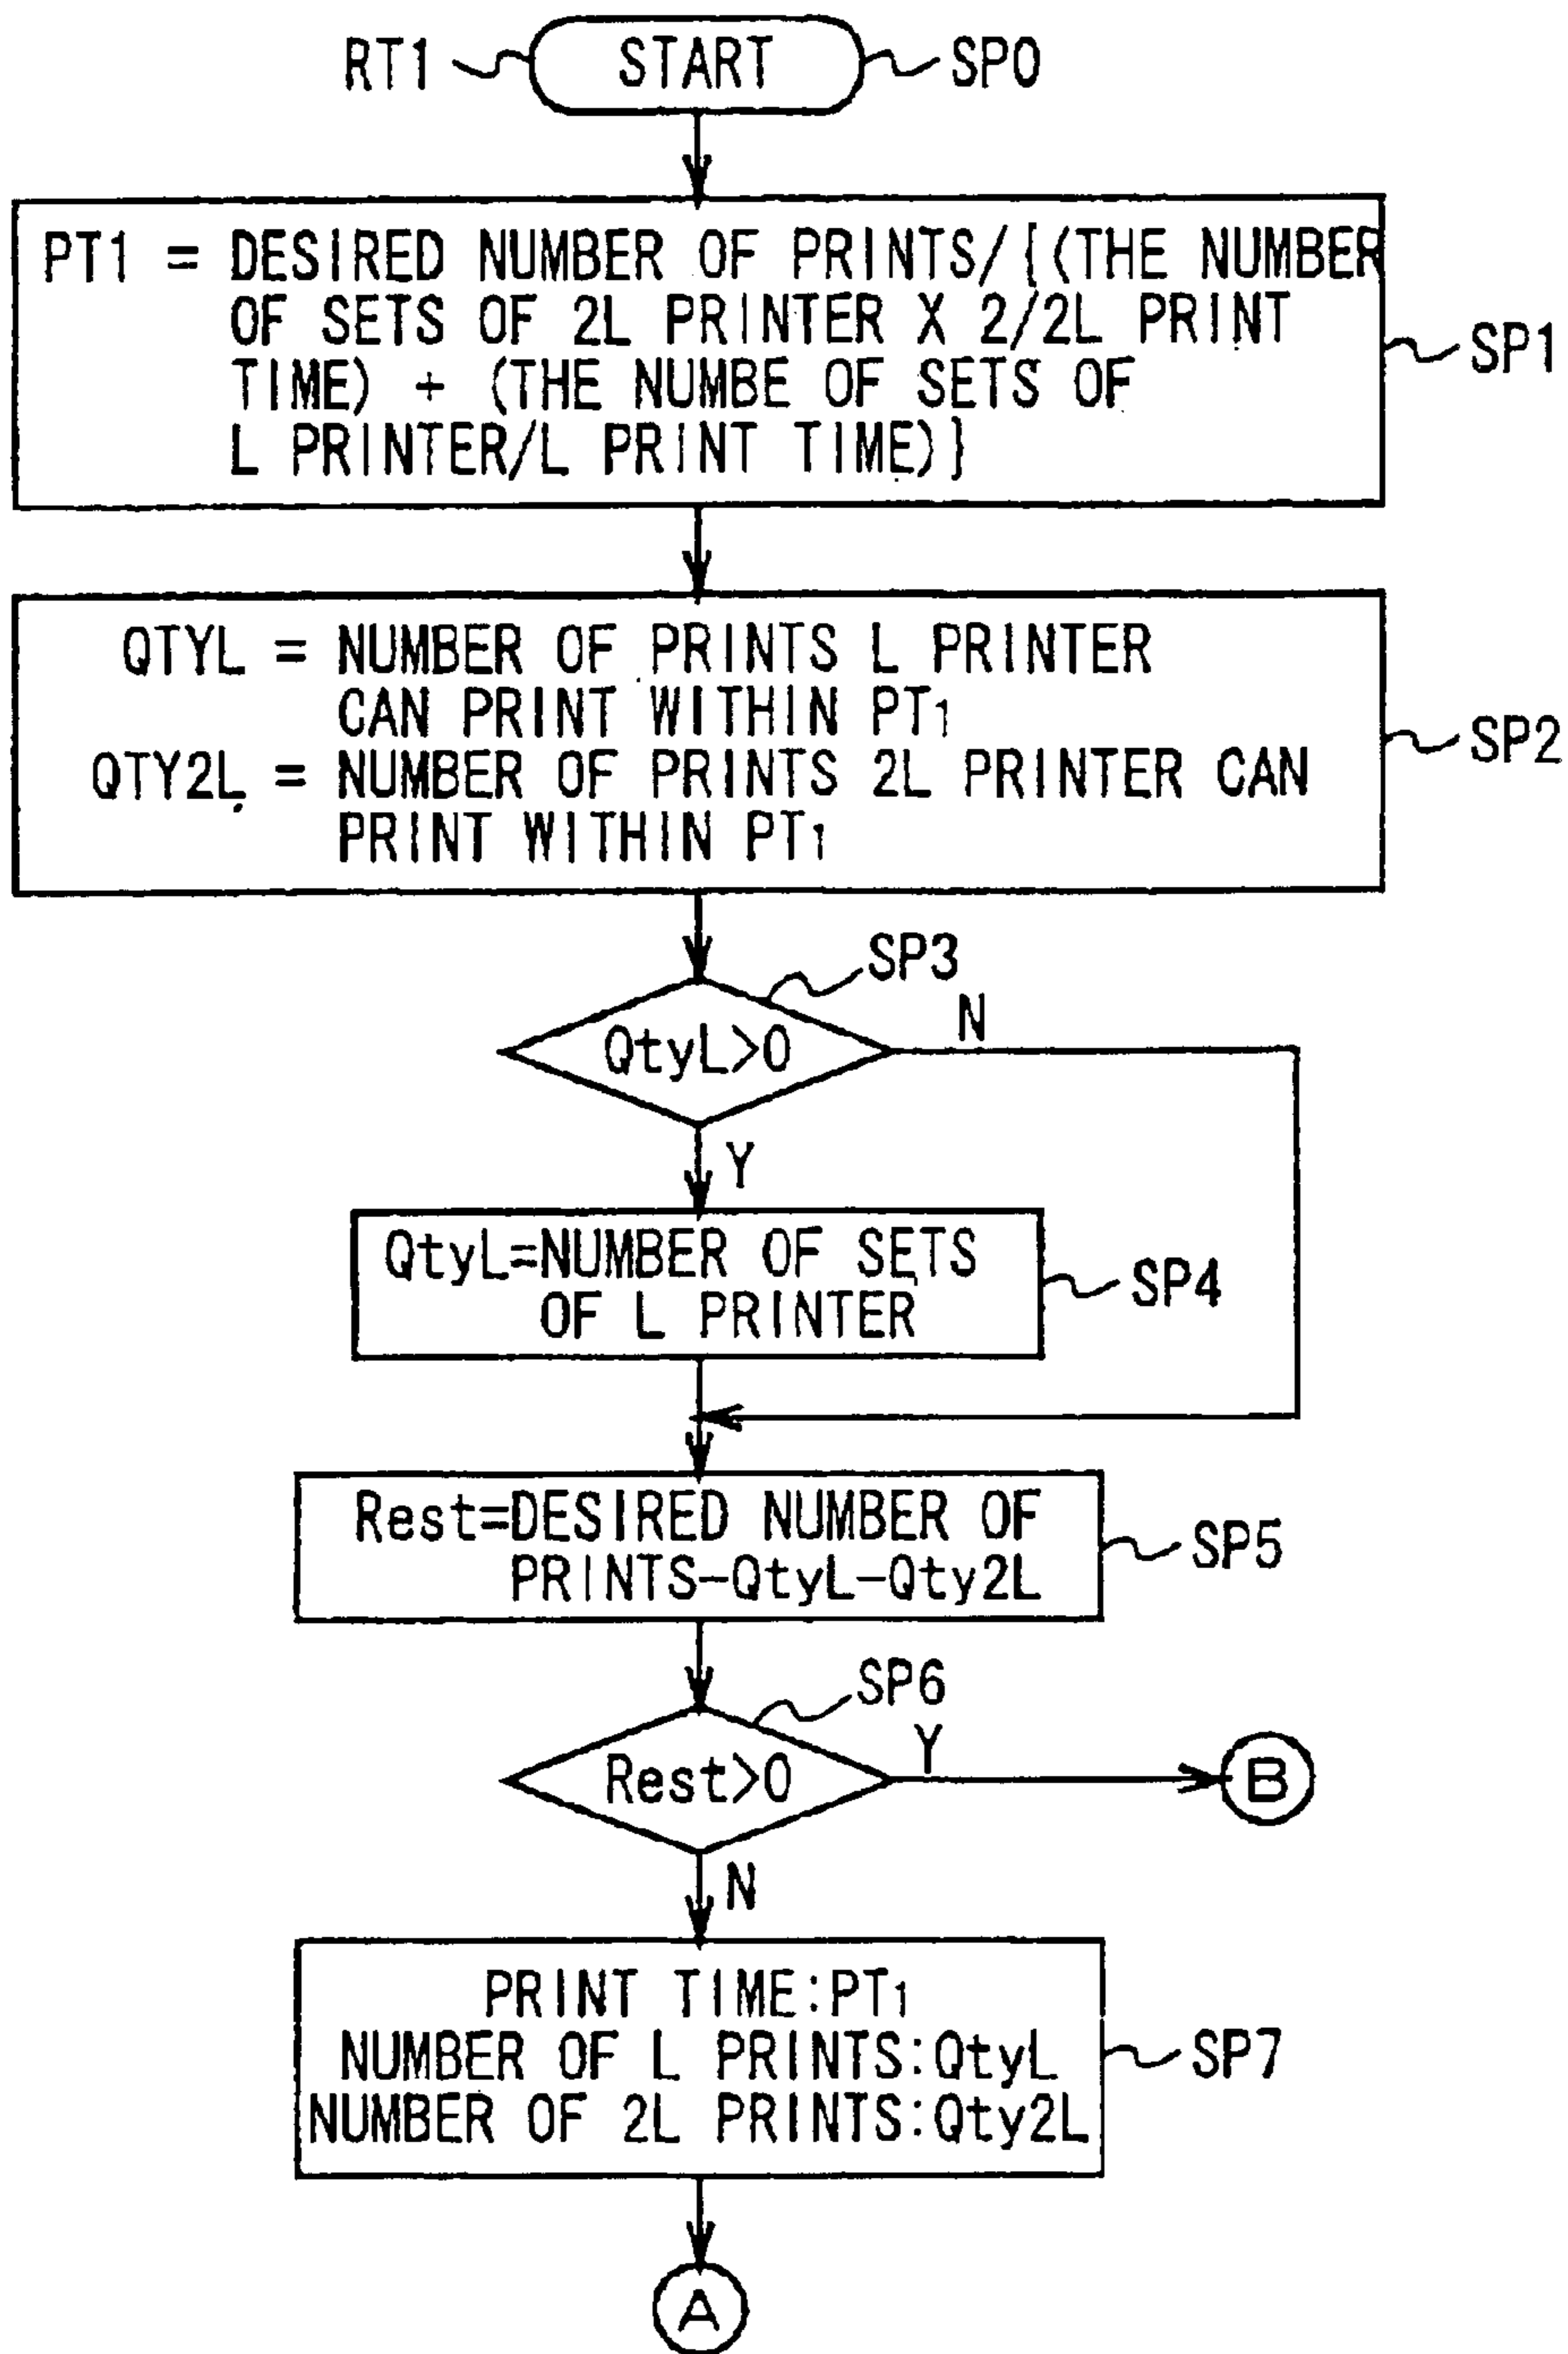 RT1
START
SP0
PT1 = DESIRED NUMBER OF PRINTS/{(THE NUMBER
OF SETS OF 2L PRINTER X 2/2L PRINT
TIME) + (THE NUMBE OF SETS OF
L PRINTER/L PRINT TIME)}
SP1
QTYL = NUMBER OF PRINTS L PRINTER
CAN PRINT WITHIN PT1
QTY2L = NUMBER OF PRINTS 2L PRINTER CAN
PRINT WITHIN PT1
SP2
SP3
QtyL>0
N
Y
QtyL=NUMBER OF SETS
OF L PRINTER
SP4
Rest=DESIRED NUMBER OF
PRINTS-QtyL-Qty2L
SP5
SP6
Rest>0
Y
B
N
PRINT TIME:PT1
NUMBER OF L PRINTS:QtyL
NUMBER OF 2L PRINTS:Qty2L
SP7
A